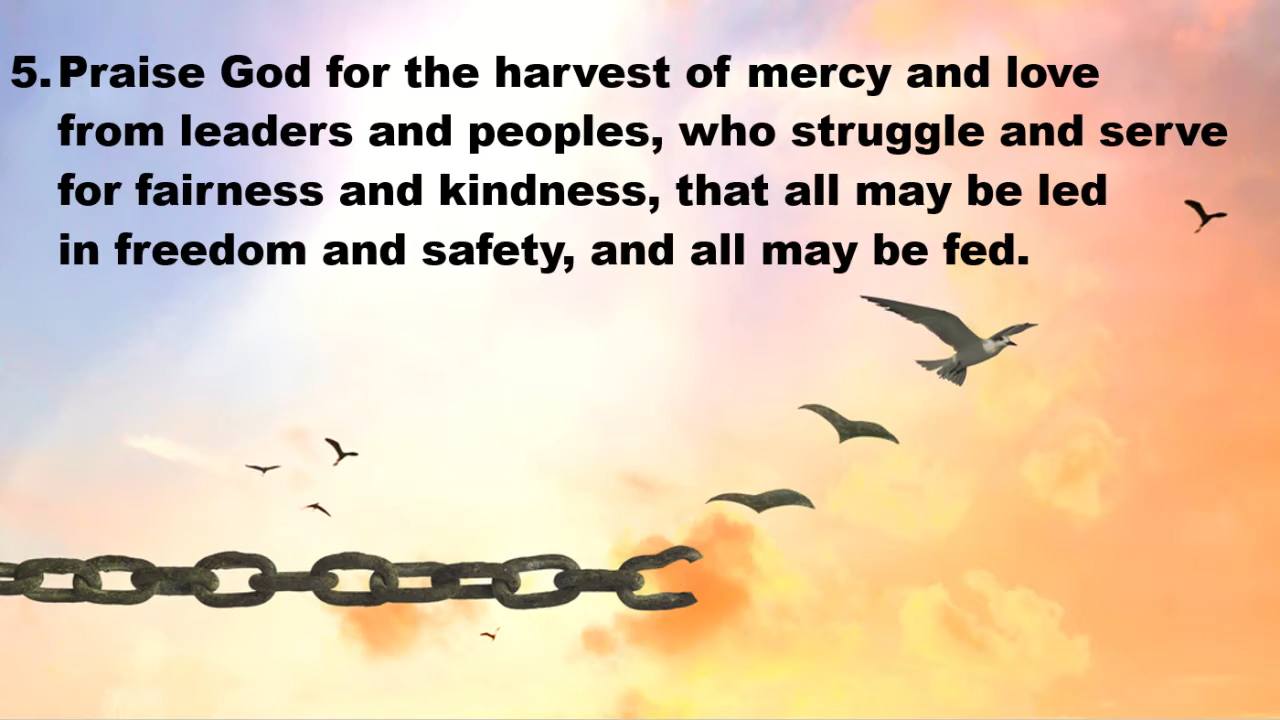 5. Praise God for the harvest of mercy and love
from leaders and peoples, who struggle and serve
for fairness and kindness, that all may be led
in freedom and safety, and all may be fed.